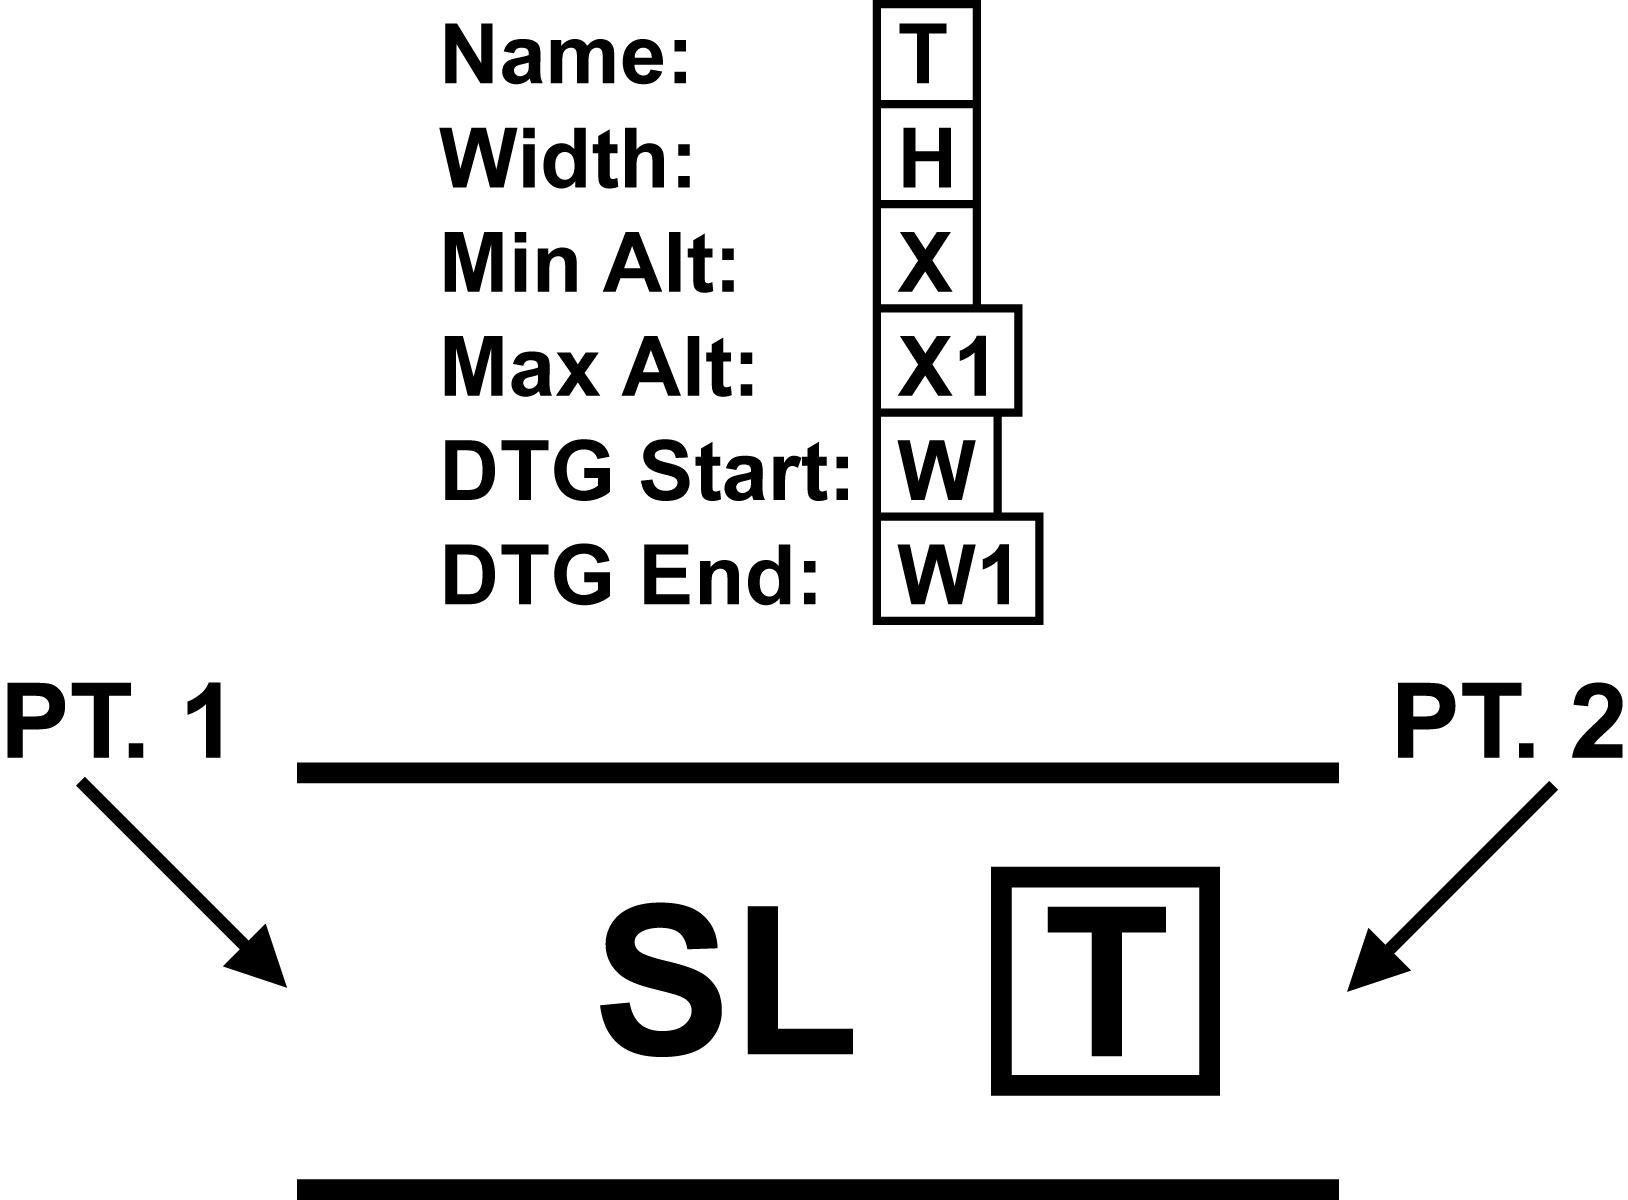 Name: T
Width: H
Min Alt: X
Max Alt: X1
DTG Start: W
DTG End: W1
PT. 1 PT. 2
SL T